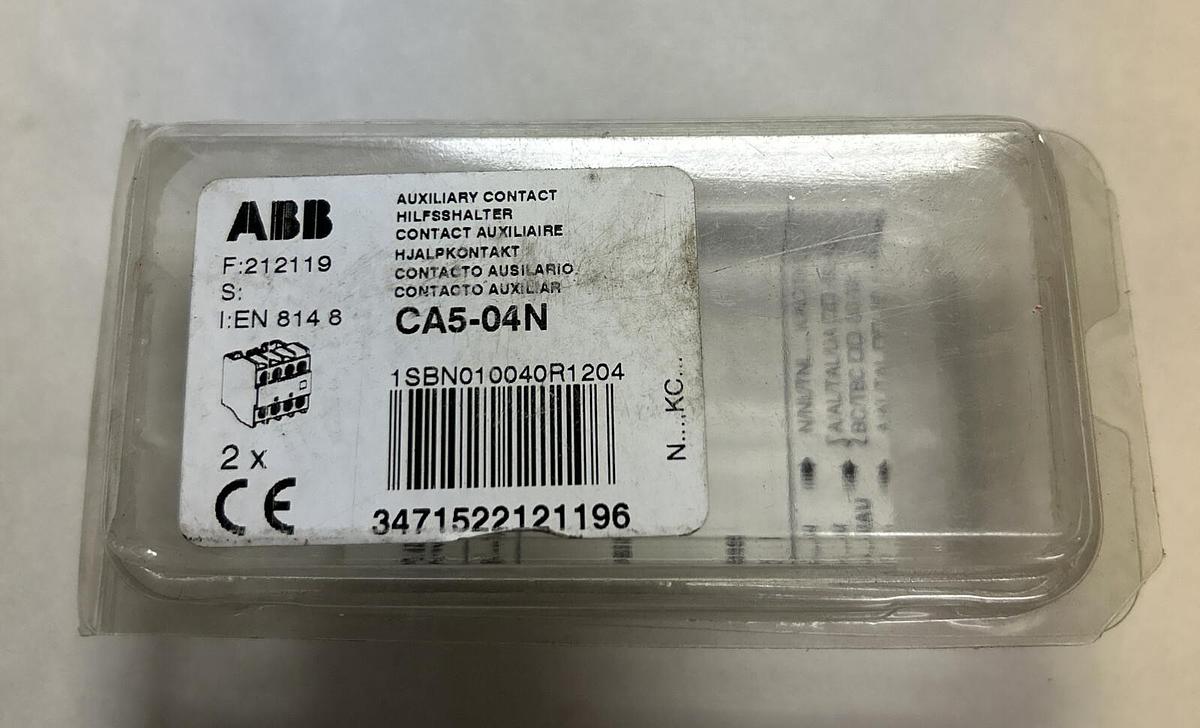 ABB
F:212119
S:
I:EN 814 8
2 x
CE
AUXILIARY CONTACT
HILFSSHALTER
CONTACT AUXILIAIRE
HJALPKONTAKT
CONTACTO AUSILARIO
CONTACTO AUXILIAR
CA5-04N
1SBN010040R1204
3471522121196
N...,KC...